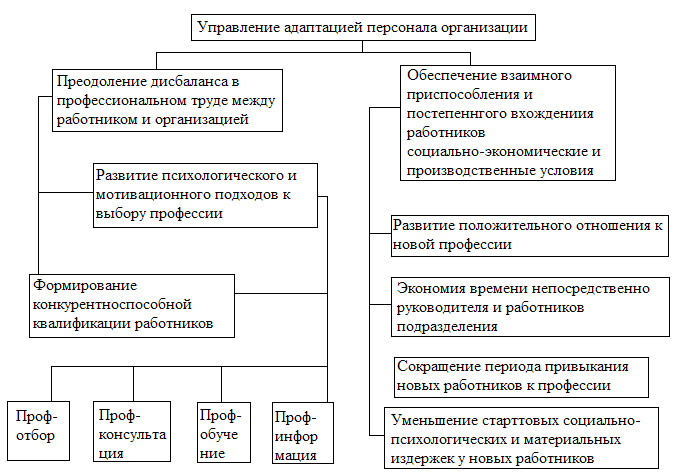 Управление адаптацией персонала организации
Преодоление дисбаланса в
профессиональном труде между
работником и организацией
Обеспечение взаимного
приспособления и
постепеннгого вхождениия
работников
социально-экономические и
производственные условия
Развитие психологического и
мотивационного подходов к
выбору профессии
Развитие положительного отношения к
новой профессии
Формирование
конкурентноспособной
квалификации работников
Экономия времени непосредственно
руководителя и работников
подразделения
Сокращение периода привыкания
новых работников к профессии
Проф-
отбор
Проф-
консульта
ция
Проф-
обуче
ние
Проф-
инфор
мация
Уменьшение старттовых социально-
психологических и материальных
издержек у новых работников